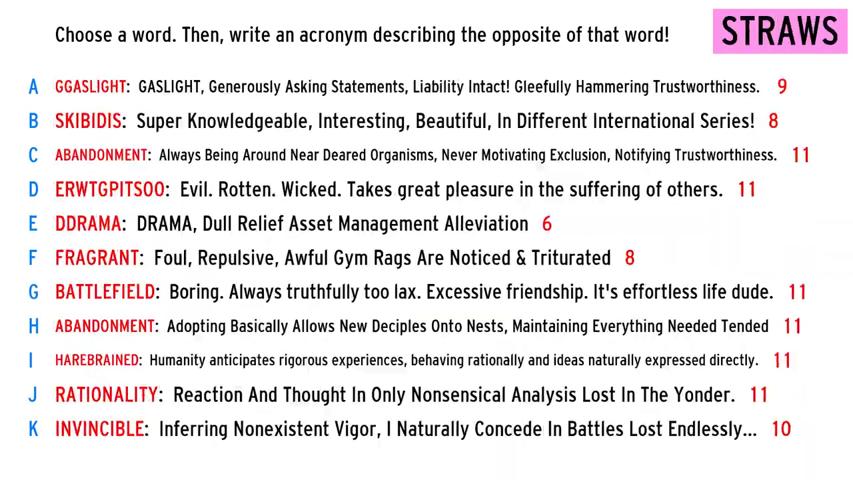 Choose a word. Then, write an acronym describing the opposite of that word!
STRAWS
A GGASLIGHT: GASLIGHT, Generously Asking Statements, Liability Intact! Gleefully Hammering Trustworthiness. 9
B SKIBIDIS: Super Knowledgeable, Interesting, Beautiful, In Different International Series! 8
C ABANDONMENT: Always Being Around Near Deared Organisms, Never Motivating Exclusion, Notifying Trustworthiness. 11
D ERWTGPITSOO: Evil. Rotten. Wicked. Takes great pleasure in the suffering of others. 11
E DDRAMA: DRAMA, Dull Relief Asset Management Alleviation 6
F FRAGRANT: Foul, Repulsive, Awful Gym Rags Are Noticed & Triturated 8
G BATTLEFIELD: Boring. Always truthfully too lax. Excessive friendship. It's effortless life dude. 11
H ABANDONMENT: Adopting Basically Allows New Deciples Onto Nests, Maintaining Everything Needed Tended 11
I HAREBRAINED: Humanity anticipates rigorous experiences, behaving rationally and ideas naturally expressed directly. 11
J RATIONALITY: Reaction And Thought In Only Nonsensical Analysis Lost In The Yonder. 11
K INVINCIBLE: Inferring Nonexistent Vigor, I Naturally Concede In Battles Lost Endlessly... 10